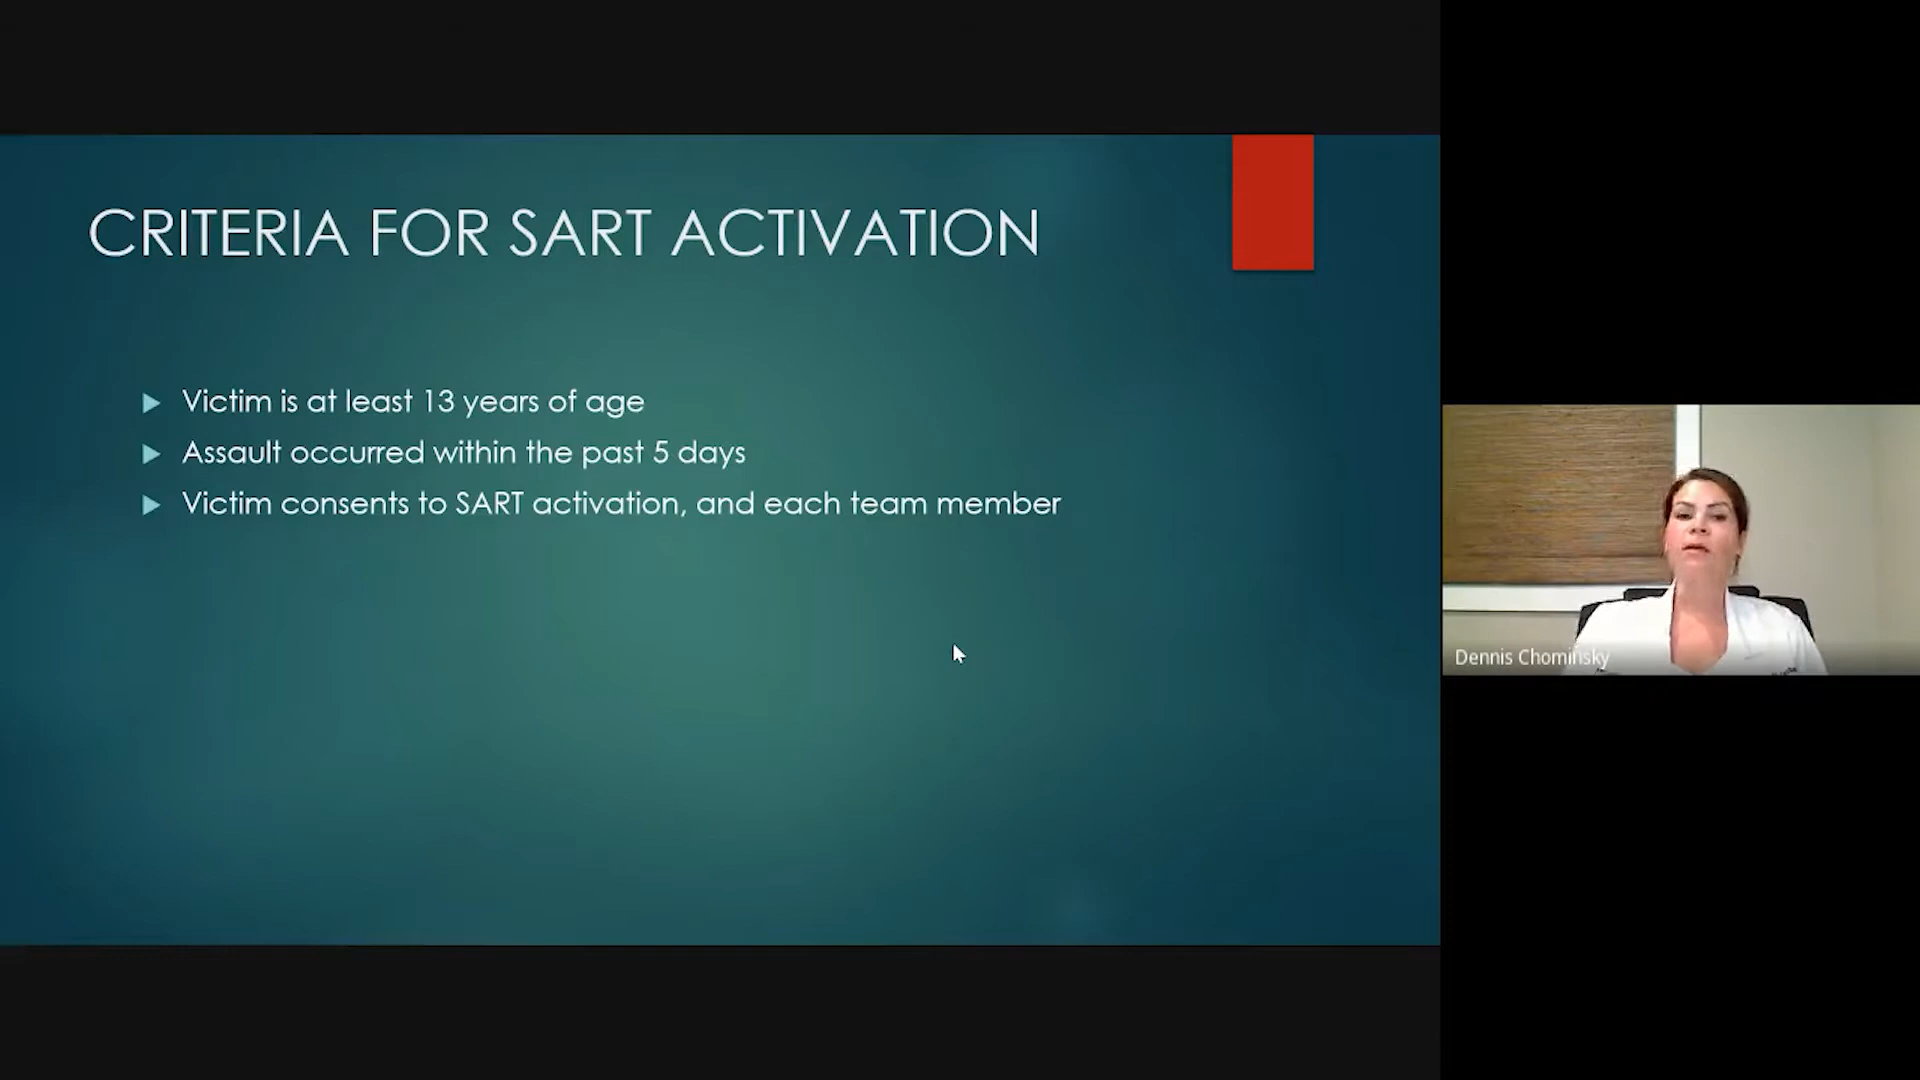 CRITERIA FOR SART ACTIVATION
Victim is at least 13 years of age
Assault occurred within the past 5 days
Victim consents to SART activation, and each team member
Dennis Chominsky